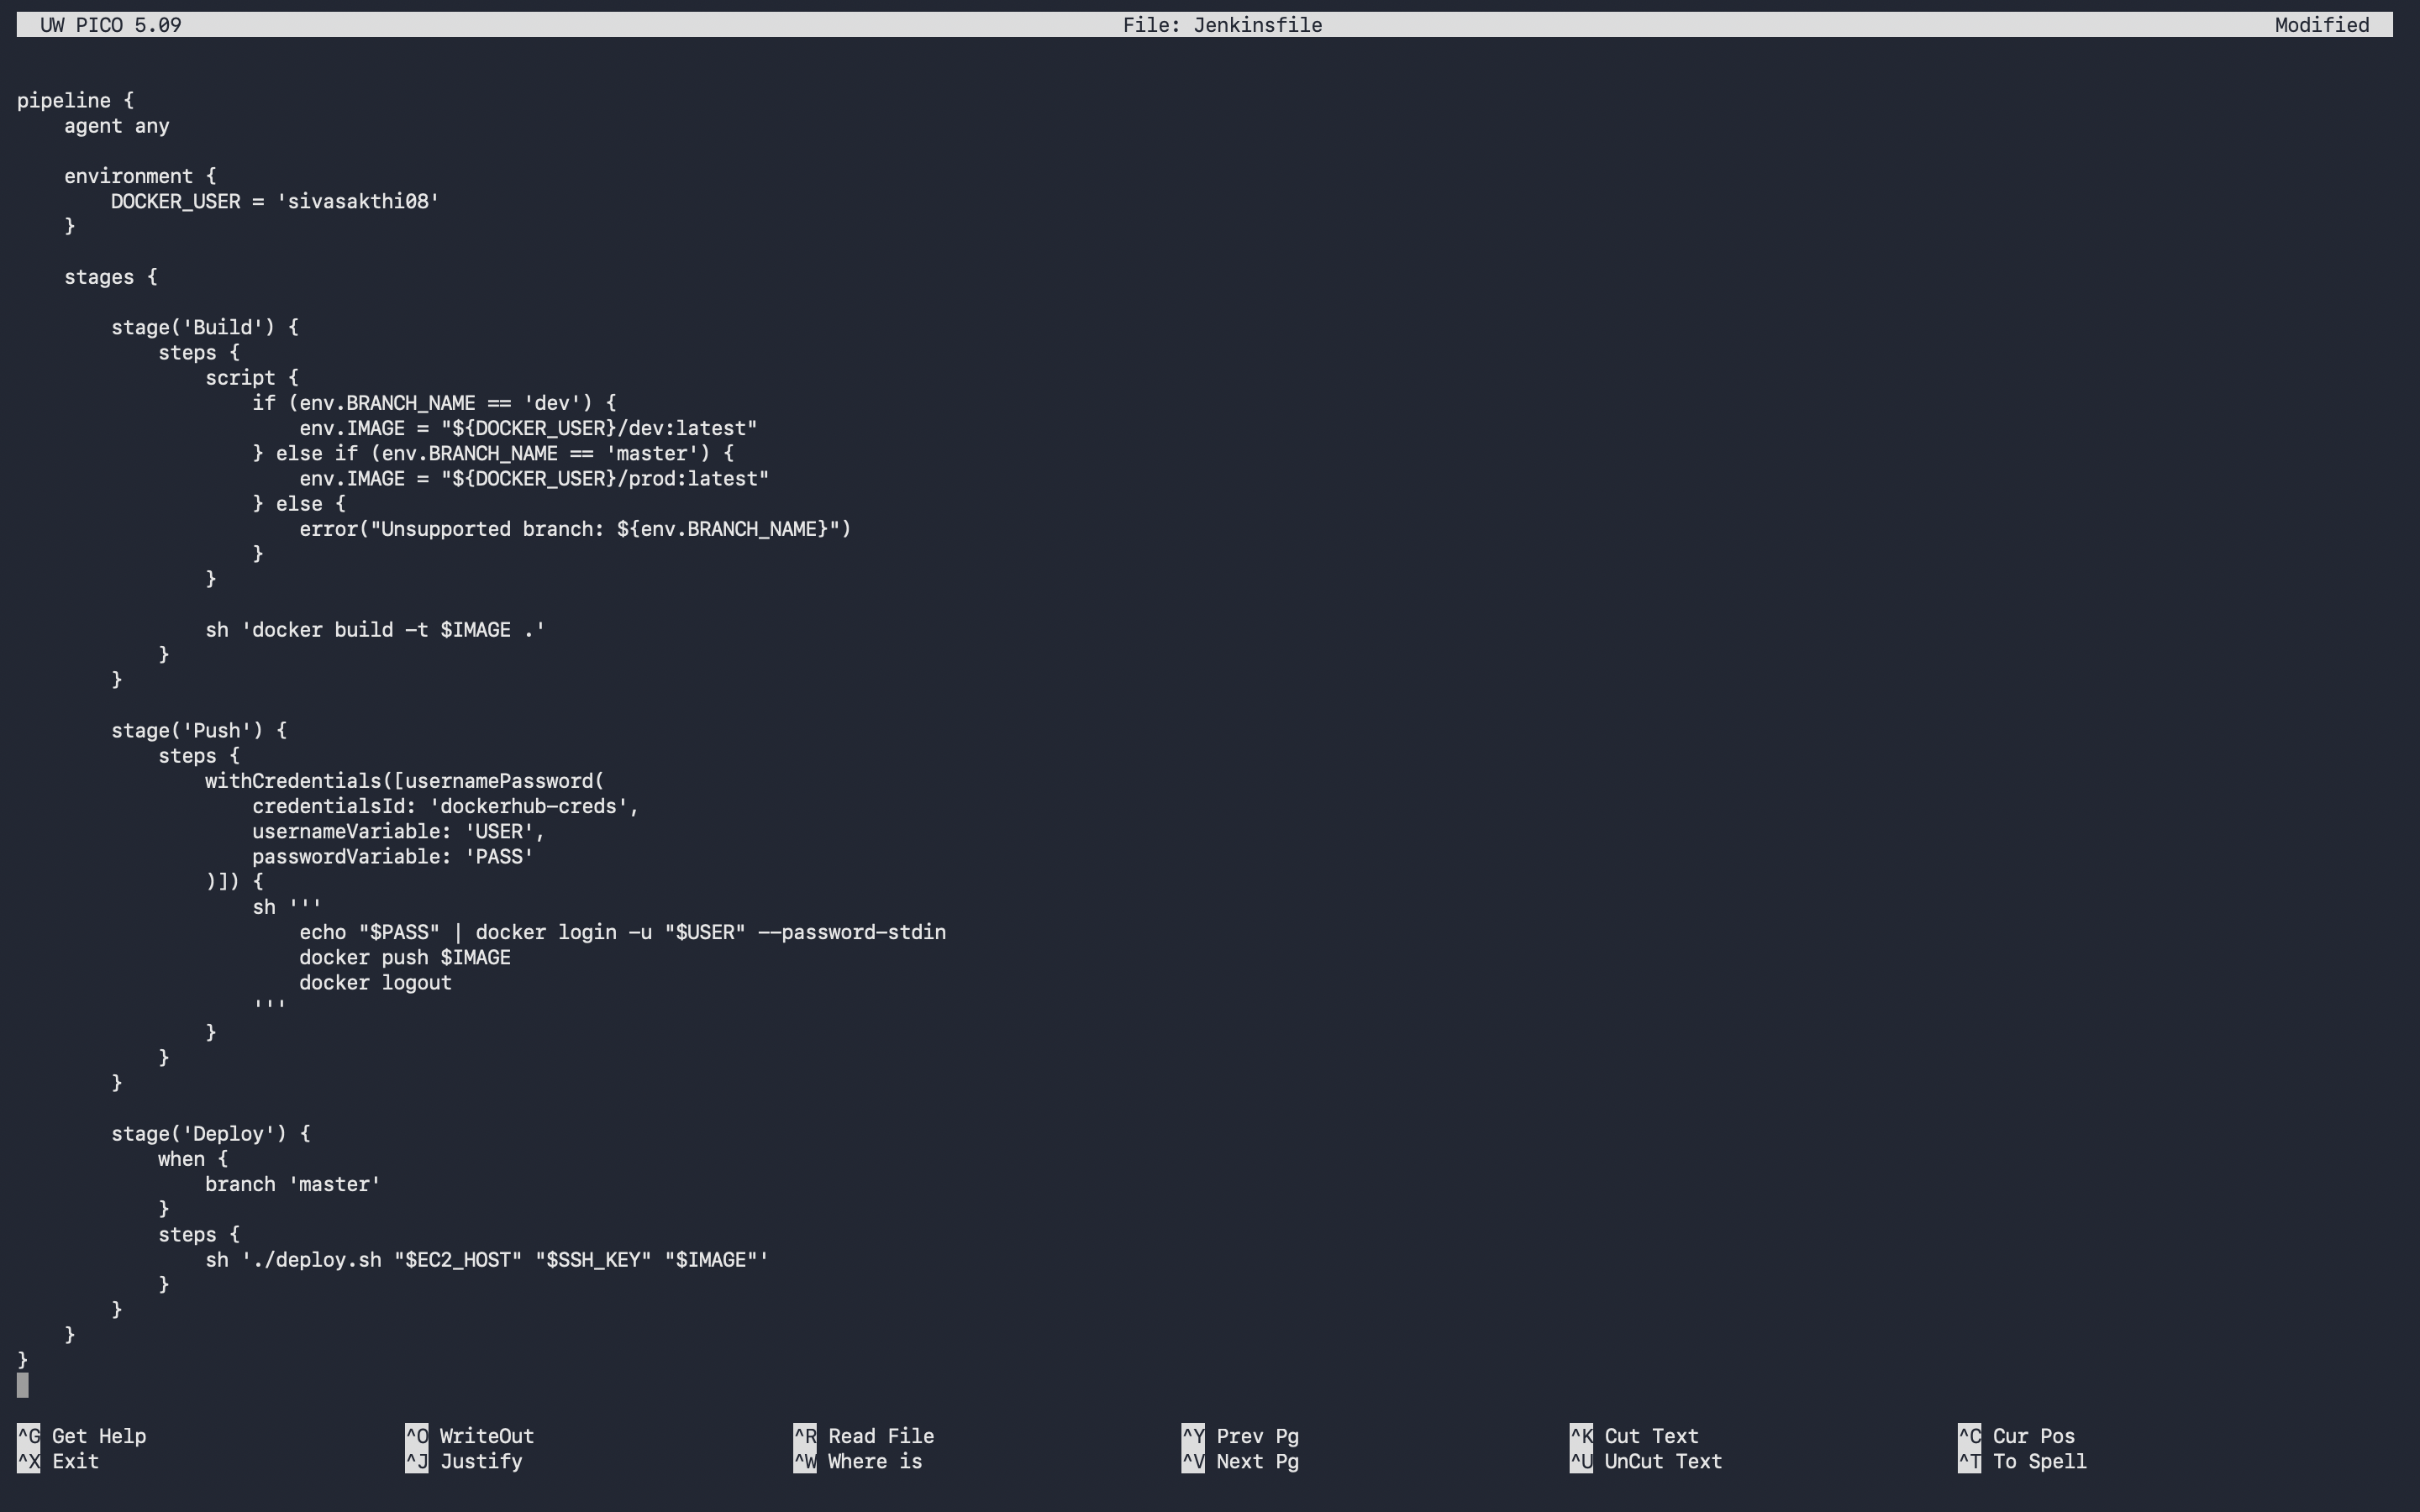 UW PICO 5.09 File: Jenkinsfile Modified
pipeline {
    agent any
    environment {
        DOCKER_USER = 'sivasakthi08'
    }
    stages {
        stage('Build') {
            steps {
                script {
                    if (env.BRANCH_NAME == 'dev') {
                        env.IMAGE = "${DOCKER_USER}/dev:latest"
                    } else if (env.BRANCH_NAME == 'master') {
                        env.IMAGE = "${DOCKER_USER}/prod:latest"
                    } else {
                        error("Unsupported branch: ${env.BRANCH_NAME}")
                    }
                }
                sh 'docker build -t $IMAGE .'
            }
        }
        stage('Push') {
            steps {
                withCredentials([usernamePassword(
                    credentialsId: 'dockerhub-creds',
                    usernameVariable: 'USER',
                    passwordVariable: 'PASS'
                )]) {
                    sh '''
                        echo "$PASS" | docker login -u "$USER" --password-stdin
                        docker push $IMAGE
                        docker logout
                    '''
                }
            }
        }
        stage('Deploy') {
            when {
                branch 'master'
            }
            steps {
                sh './deploy.sh "$EC2_HOST" "$SSH_KEY" "$IMAGE"'
            }
        }
    }
}
^G Get Help ^O WriteOut ^R Read File ^Y Prev Pg ^K Cut Text ^C Cur Pos
^X Exit ^J Justify ^W Where is ^V Next Pg ^U UnCut Text ^T To Spell